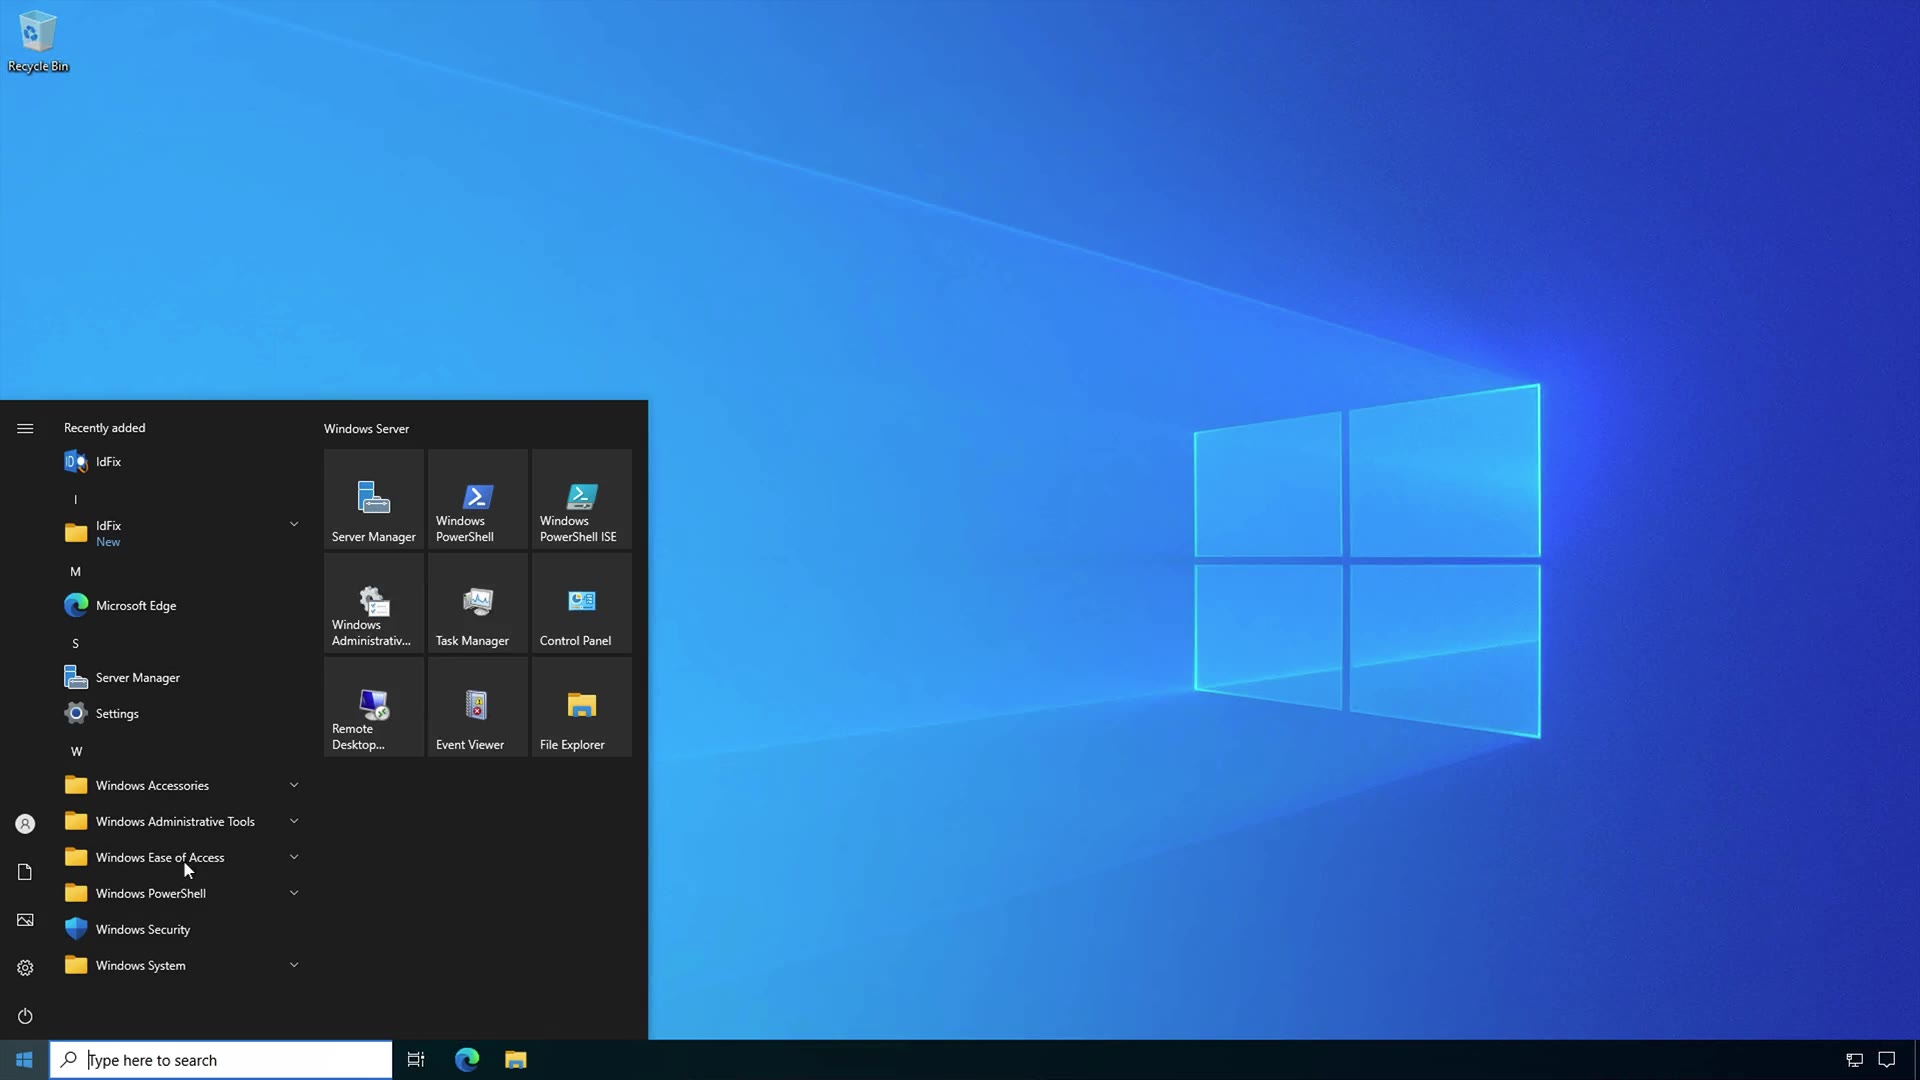 Recycle Bin
Recently added
IdFix
I
IdFix
New
M
Microsoft Edge
S
Server Manager
Settings
W
Windows Accessories
Windows Administrative Tools
Windows Ease of Access
Windows PowerShell
Windows Security
Windows System
Windows Server
Server Manager
Windows
PowerShell
Windows
PowerShell ISE
Windows
Administrativ...
Task Manager
Control Panel
Remote
Desktop...
Event Viewer
File Explorer
Type here to search